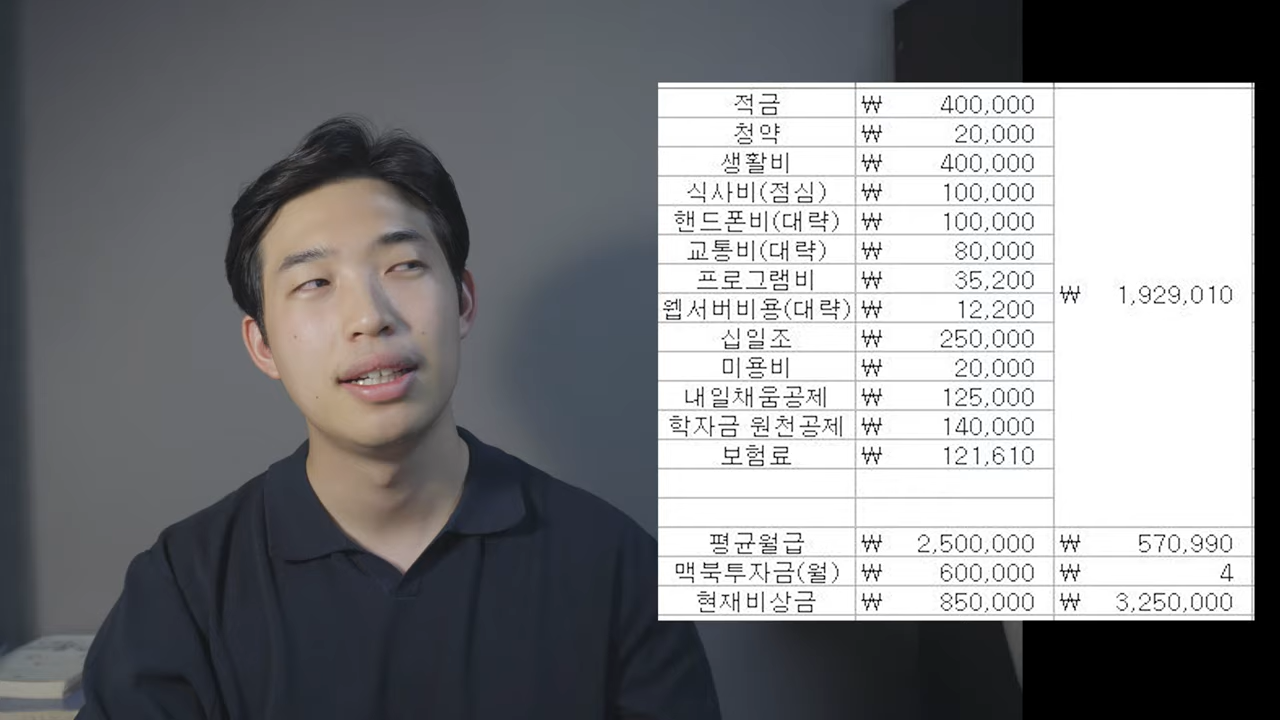 적금 ₩ 400,000
청약 ₩ 20,000
생활비 ₩ 400,000
식사비(점심) ₩ 100,000
핸드폰비(대략) ₩ 100,000
교통비(대략) ₩ 80,000
프로그램비 ₩ 35,200
₩ 1,929,010
웹서버비용(대략) ₩ 12,200
십일조 ₩ 250,000
미용비 ₩ 20,000
내일채움공제 ₩ 125,000
학자금 원천공제 ₩ 140,000
보험료 ₩ 121,610
평균월급 ₩ 2,500,000 ₩ 570,990
맥북투자금(월) ₩ 600,000 ₩ 4
현재비상금 ₩ 850,000 ₩ 3,250,000